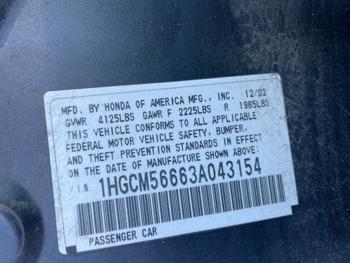 MFD. BY HONDA OF AMERICA MFG., INC. 12/02
GVWR 4125LBS GAWR F 2225LBS R 1985LBS
THIS VEHICLE CONFORMS TO ALL APPLICABLE
FEDERAL MOTOR VEHICLE SAFETY, BUMPER,
AND THEFT PREVENTION STANDARDS IN EFFECT
ON THE DATE OF MANUFACTURE SHOWN ABOVE:
V.I.N. 1HGCM56663A043154
PASSENGER CAR